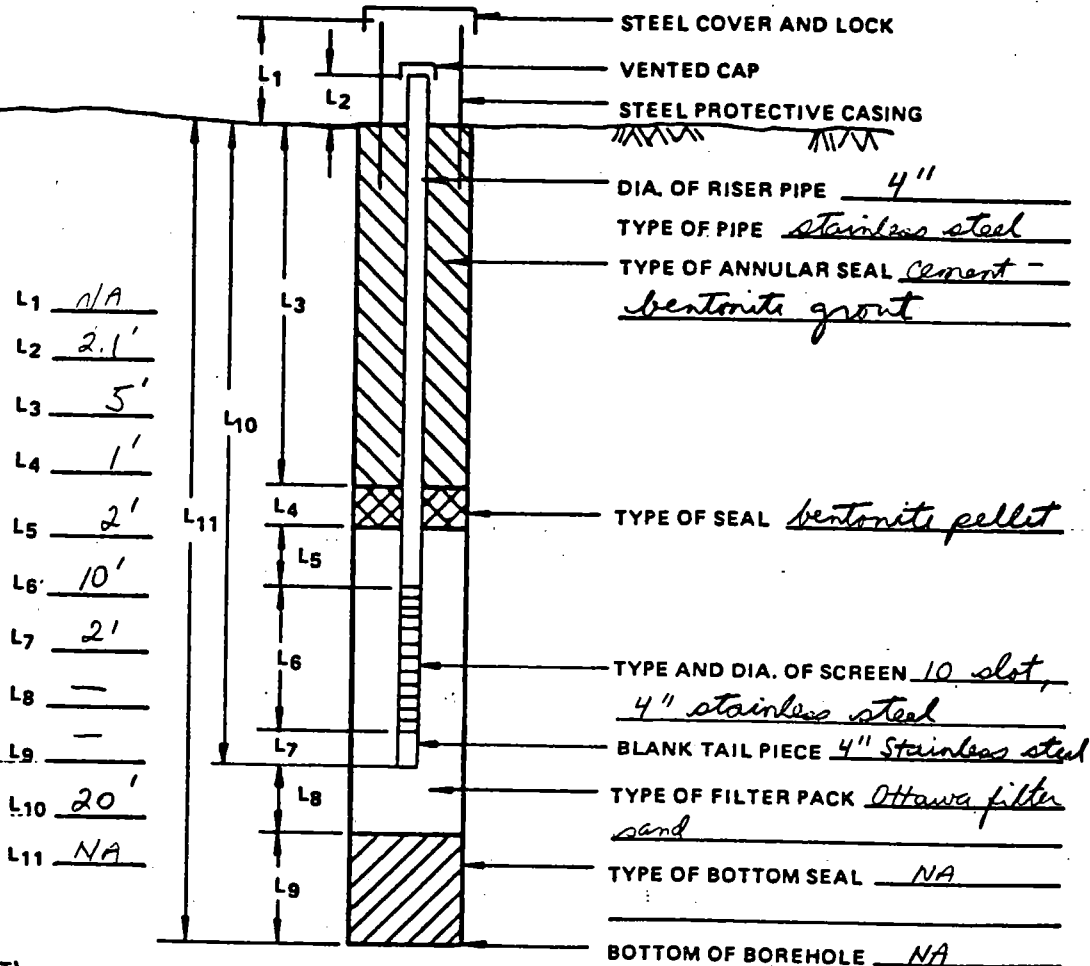 STEEL COVER AND LOCK
VENTED CAP
STEEL PROTECTIVE CASING
DIA. OF RISER PIPE 4"
TYPE OF PIPE stainless steel
TYPE OF ANNULAR SEAL cement -
bentonite grout
TYPE OF SEAL bentonite pellet
TYPE AND DIA. OF SCREEN 10 slot,
4" stainless steel
BLANK TAIL PIECE 4" Stainless steel
TYPE OF FILTER PACK Ottawa filter
sand
TYPE OF BOTTOM SEAL NA
BOTTOM OF BOREHOLE NA
L1 n/A
L2 2.1'
L3 5'
L4 1'
L5 2'
L6 10'
L7 2'
L8 —
L9 —
L10 20'
L11 NA
L1
L2
L3
L10
L11
L4
L5
L6
L7
L8
L9